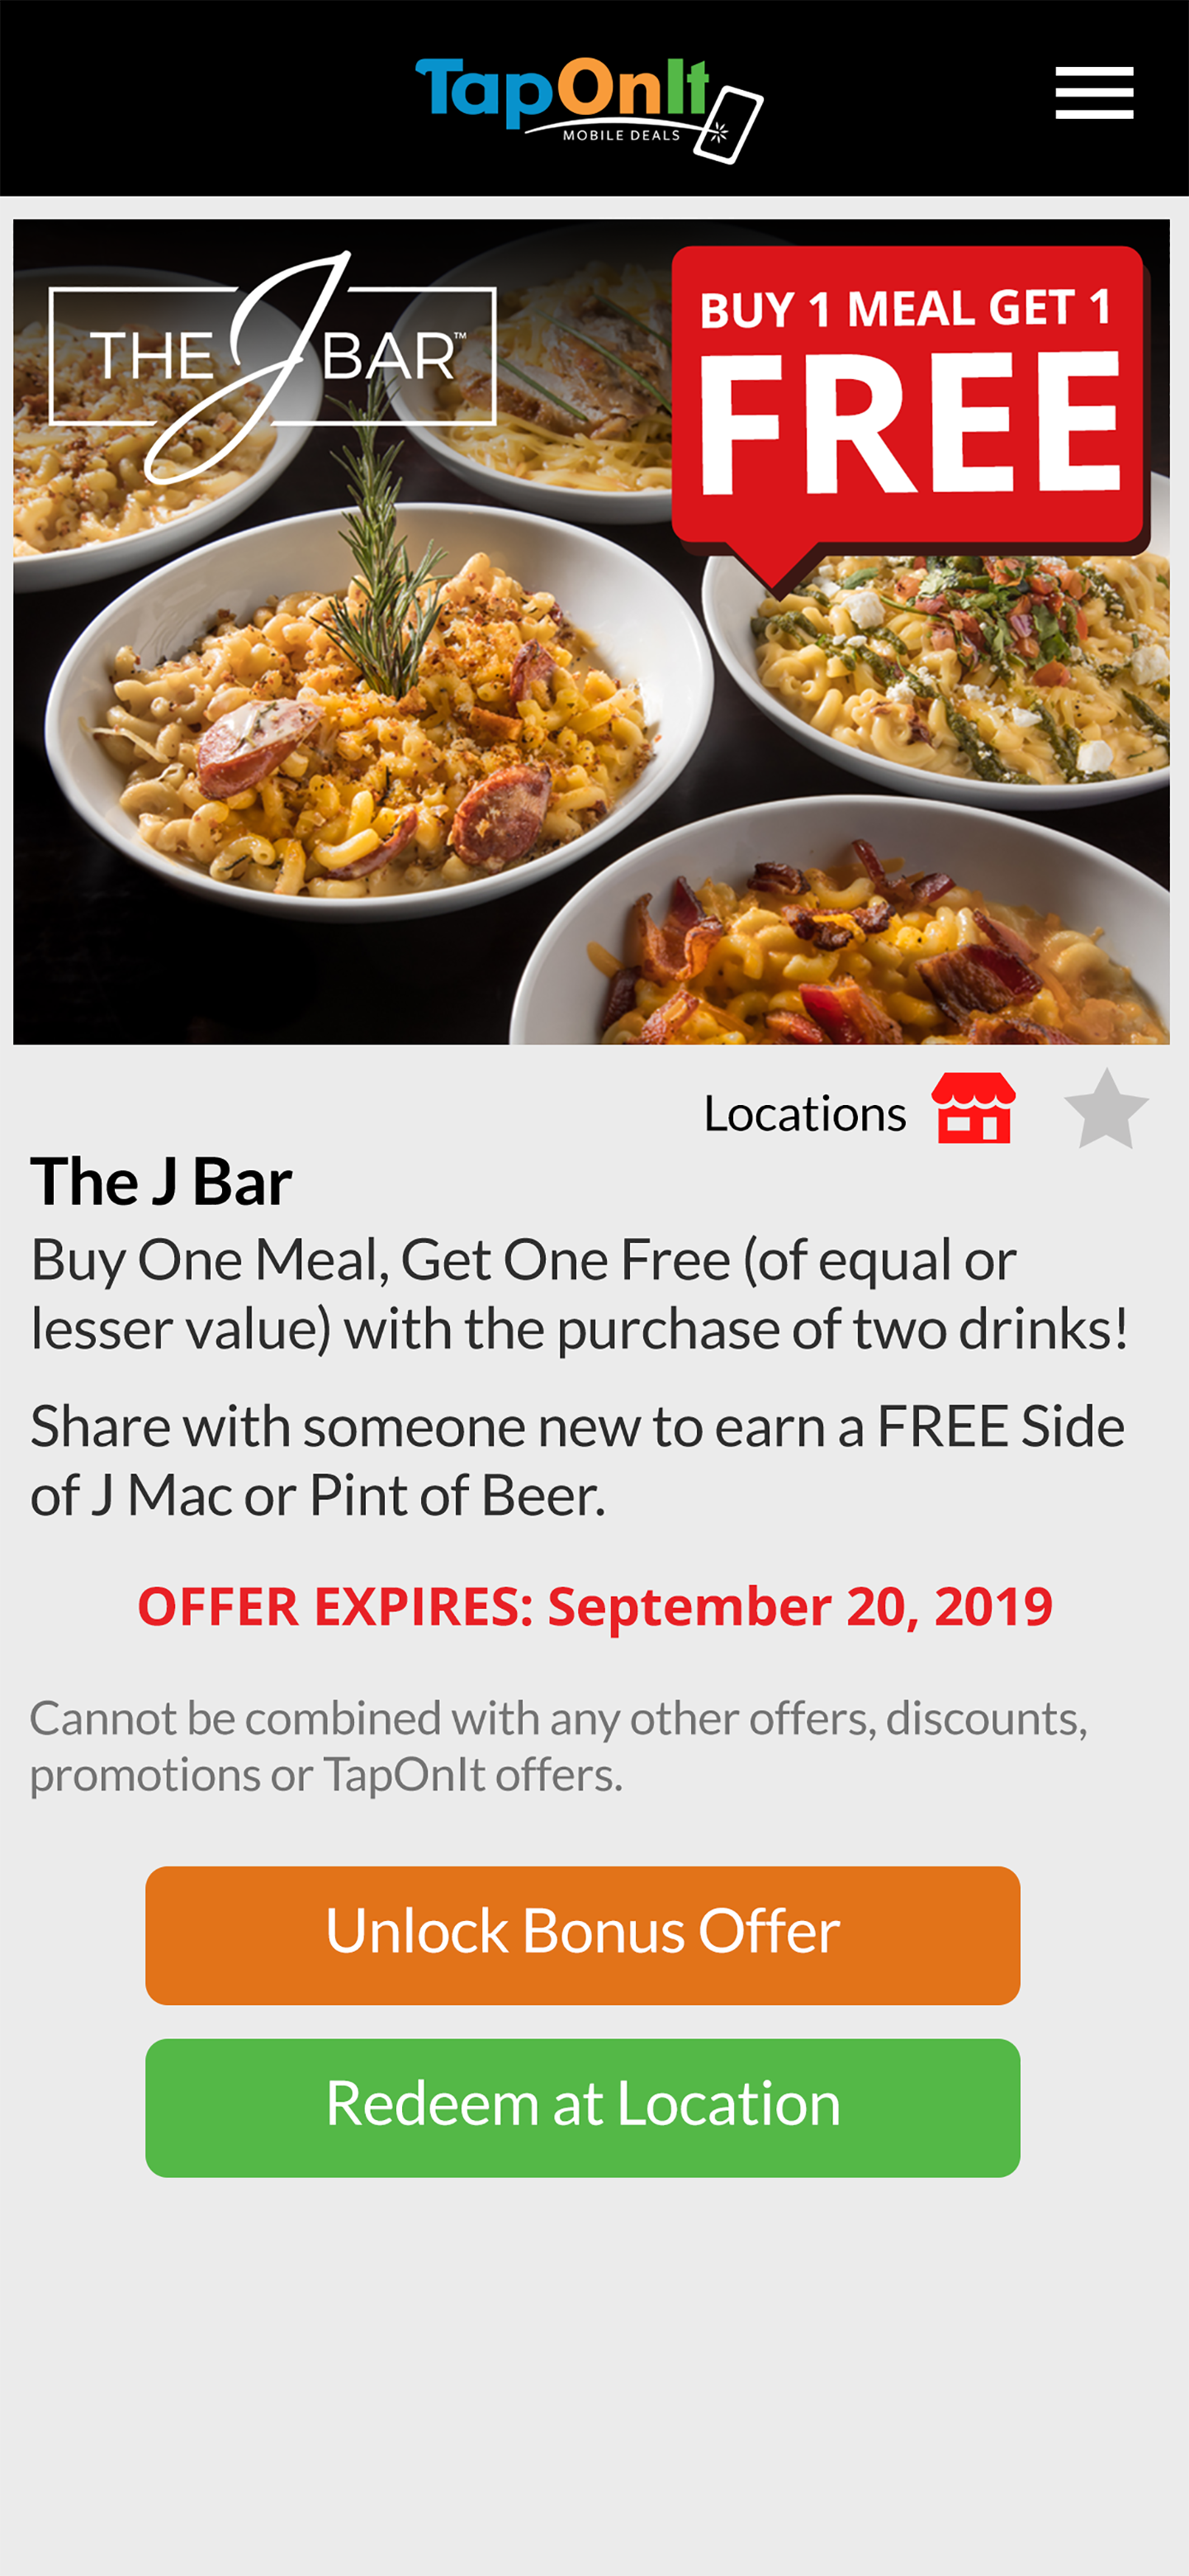 TapOnIt
MOBILE DEALS
THE J BAR™
BUY 1 MEAL GET 1
FREE
Locations
The J Bar
Buy One Meal, Get One Free (of equal or
lesser value) with the purchase of two drinks!
Share with someone new to earn a FREE Side
of J Mac or Pint of Beer.
OFFER EXPIRES: September 20, 2019
Cannot be combined with any other offers, discounts,
promotions or TapOnIt offers.
Unlock Bonus Offer
Redeem at Location